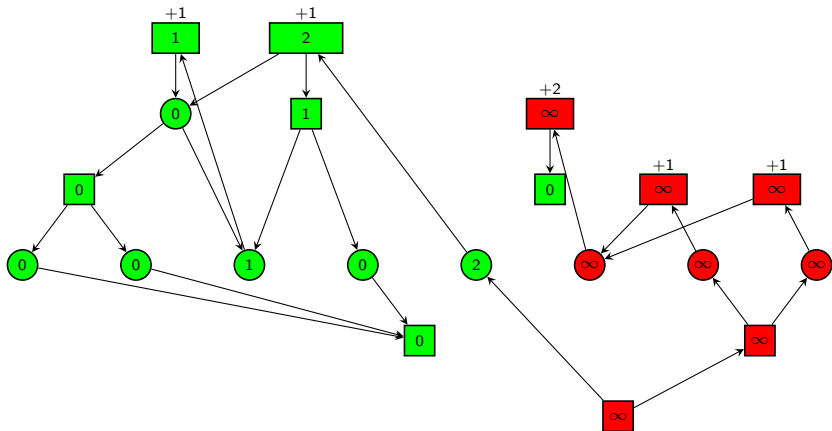 +1 +1
1 2
+2
0 1 ∞
+1 +1
0 0 ∞ ∞
0 0 1 0 2 ∞ ∞ ∞
0 ∞
∞